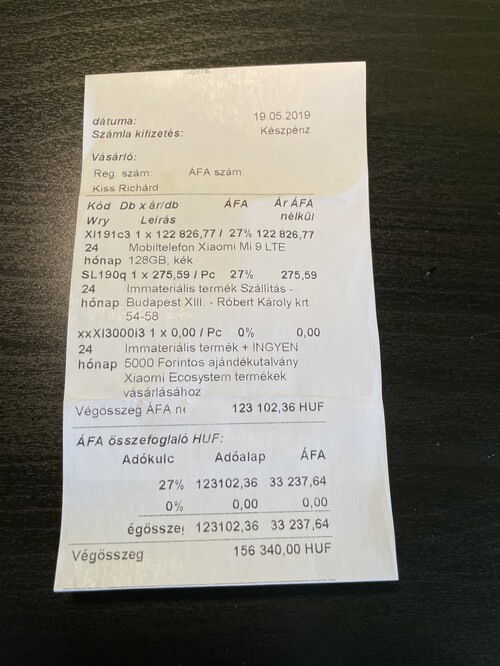 dátuma: 19.05.2019
Számla kifizetés: Készpénz
Vásárló:
Reg. szám: ÁFA szám:
Kiss Richárd
Kód Db x ár/db ÁFA Ár ÁFA
Wry Leírás nélkül
XI191c3 1 x 122 826,77 / 27% 122 826,77
24 Mobiltelefon Xiaomi Mi 9 LTE
hónap 128GB, kék
SL190q 1 x 275,59 / Pc 27% 275,59
24 Immateriális termék Szállítás -
hónap Budapest XIII. - Róbert Károly krt.
54-58
xxXI3000i3 1 x 0,00 / Pc 0% 0,00
24 Immateriális termék + INGYEN
hónap 5000 Forintos ajándékutalvány
Xiaomi Ecosystem termékek
vásárlásához
Végösszeg ÁFA né 123 102,36 HUF
ÁFA összefoglaló HUF:
Adókulc Adóalap ÁFA
27% 123102,36 33 237,64
0% 0,00 0,00
égössze 123102,36 33 237,64
Végösszeg 156 340,00 HUF